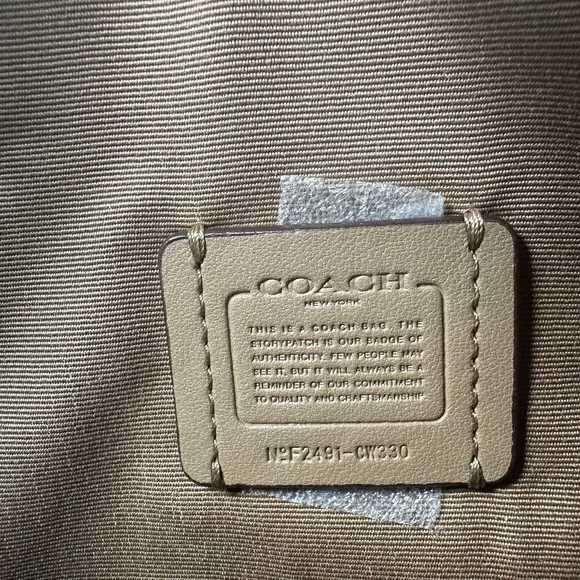 COACH
NEW YORK
THIS IS A COACH BAG. THE
STORYPATCH IS OUR BADGE OF
AUTHENTICITY. FEW PEOPLE MAY
SEE IT, BUT IT WILL ALWAYS BE A
REMINDER OF OUR COMMITMENT
TO QUALITY AND CRAFTSMANSHIP
NºF2491-CW330